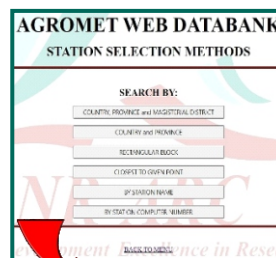 AGROMET WEB DATABANK
STATION SELECTION METHODS
SEARCH BY:
COUNTRY, PROVINCE and MAGISTERIAL DISTRICT
COUNTRY and PROVINCE
RECTANGULAR BLOCK
CLOSEST TO GIVEN POINT
BY STATION NAME
BY STATION COMPUTER NUMBER
BACK TO MENU